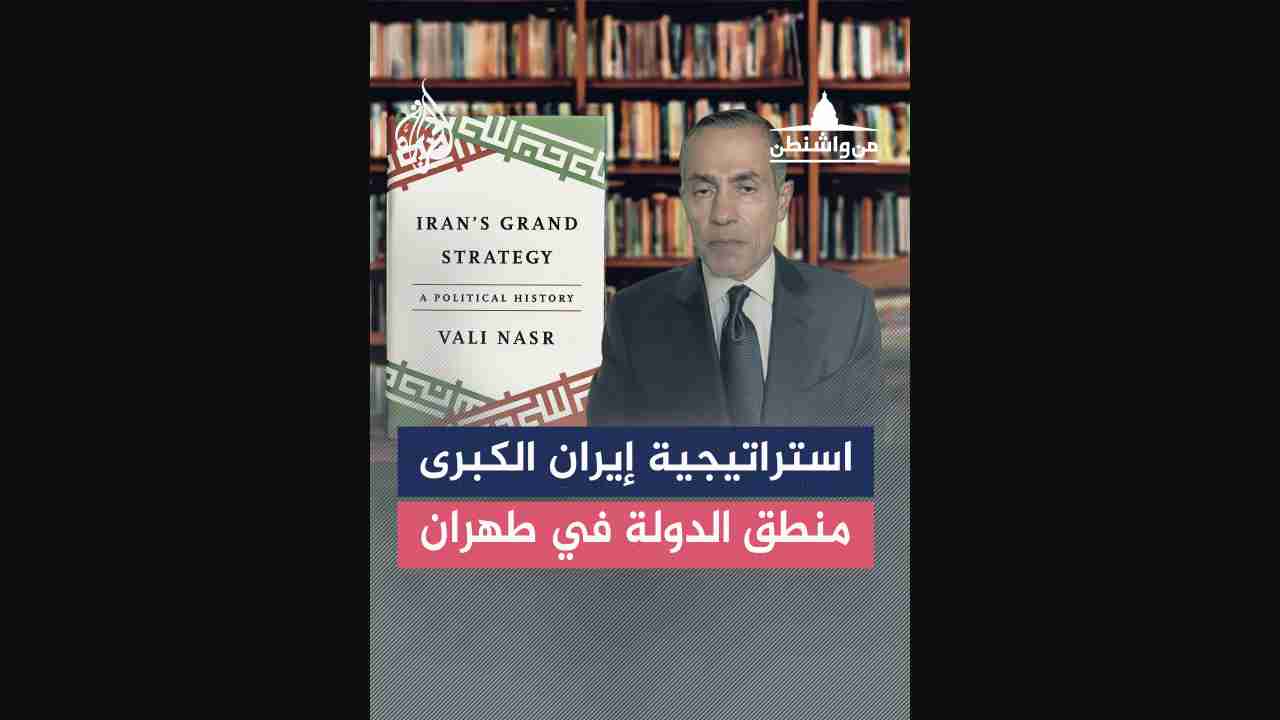 من واشنطن
IRAN'S GRAND
STRATEGY
A POLITICAL HISTORY
VALI NASR
استراتيجية إيران الكبرى
منطق الدولة في طهران